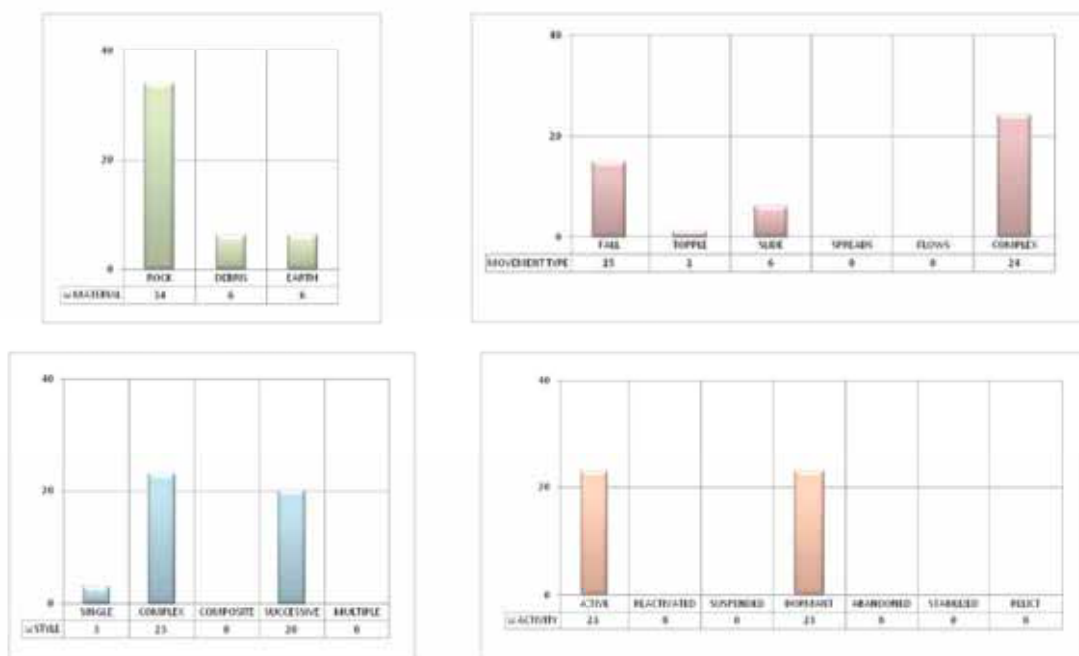 40
20
0
ROCK DEBRIS EARTH
MATERIAL 34 6 6
40
20
0
FALL TOPPLE SLIDE SPREADS FLOWS COMPLEX
MOVEMENT TYPE 15 1 6 0 0 24
40
20
0
SINGLE COMPLEX COMPOSITE SUCCESSIVE MULTIPLE
STYLE 3 23 0 20 0
40
20
0
ACTIVE REACTIVATED SUSPENDED DORMANT ABANDONED STABILIZED RELICT
ACTIVITY 23 0 0 23 0 0 0